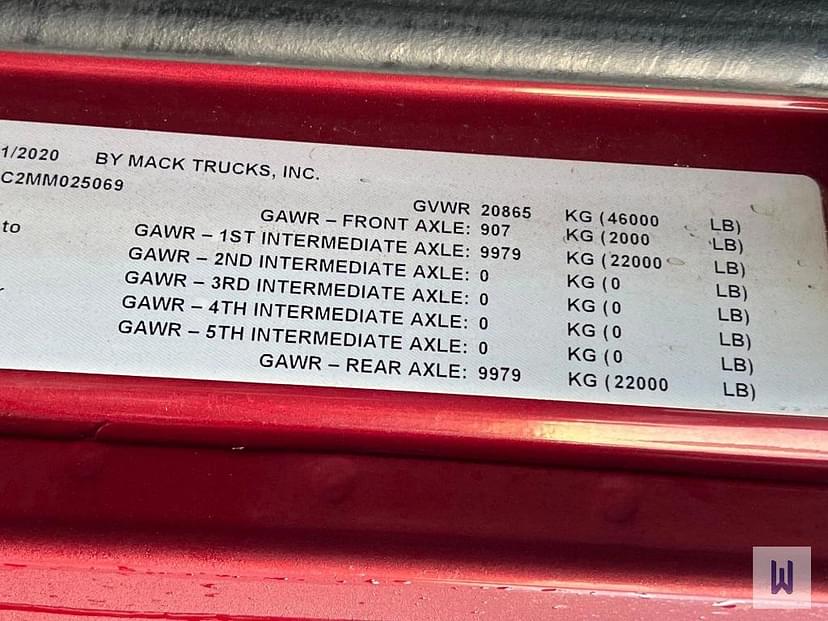 1/2020 BY MACK TRUCKS, INC.
C2MM025069
GVWR 20865 KG (46000 LB)
to GAWR – FRONT AXLE: 907 KG (2000 LB)
GAWR – 1ST INTERMEDIATE AXLE: 9979 KG (22000 LB)
GAWR – 2ND INTERMEDIATE AXLE: 0 KG (0 LB)
GAWR – 3RD INTERMEDIATE AXLE: 0 KG (0 LB)
GAWR – 4TH INTERMEDIATE AXLE: 0 KG (0 LB)
GAWR – 5TH INTERMEDIATE AXLE: 0 KG (0 LB)
GAWR – REAR AXLE: 9979 KG (22000 LB)
W